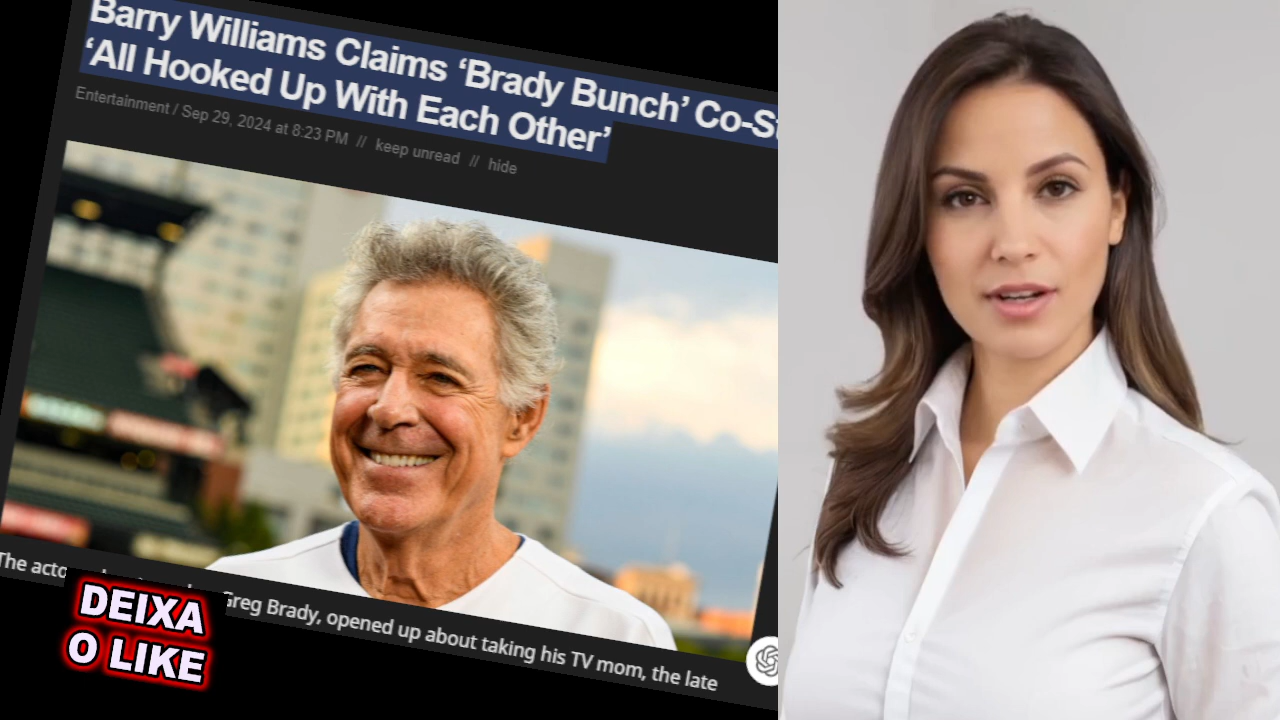 Barry Williams Claims ‘Brady Bunch’ Co-St
‘All Hooked Up With Each Other’
Entertainment / Sep 29, 2024 at 8:23 PM // keep unread // hide
The Greg Brady, opened up about taking his TV mom, the late
DEIXA
O LIKE